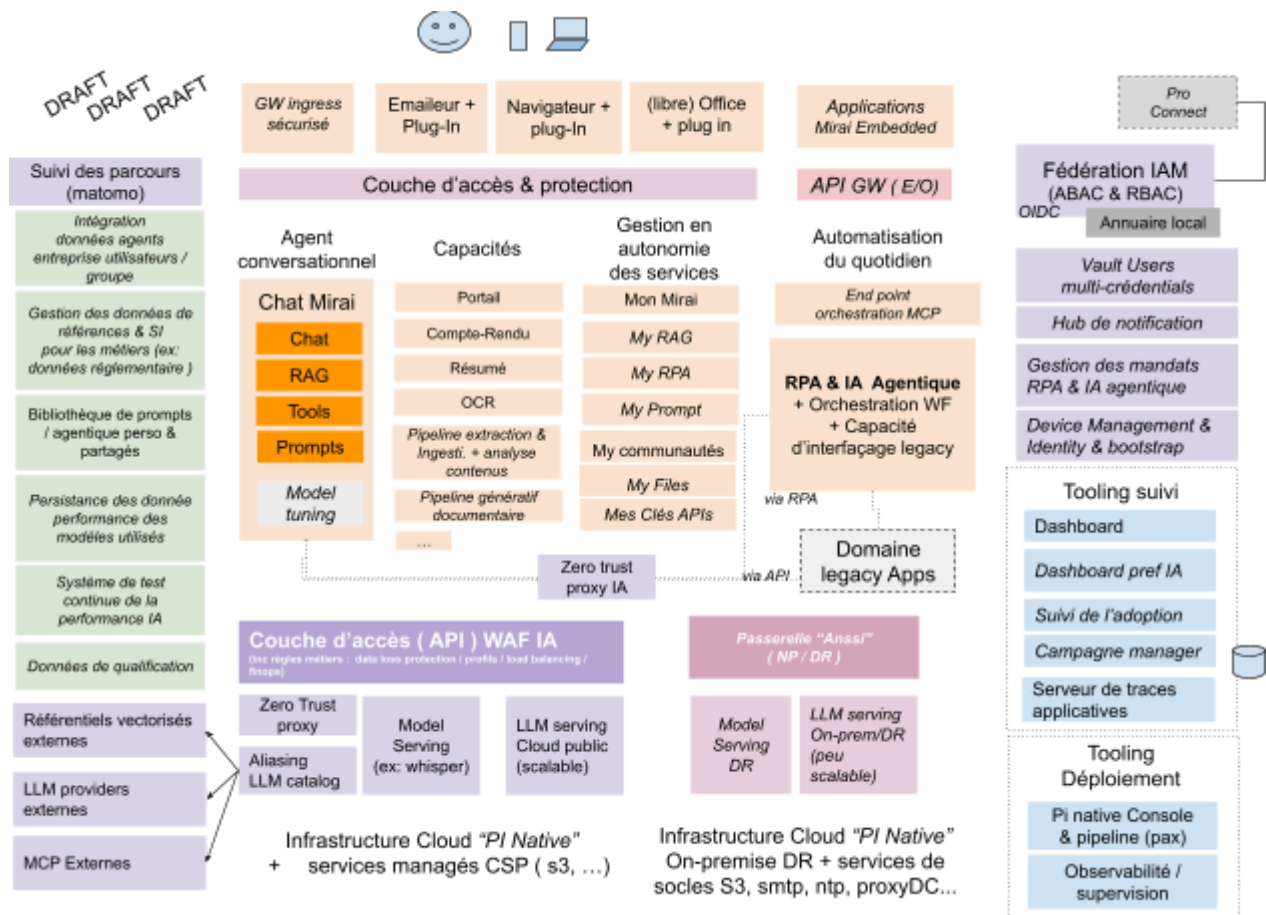 DRAFT
DRAFT
DRAFT
GW ingress
sécurisé
Emaileur +
Plug-In
Navigateur +
plug-In
(libre) Office
+ plug in
Applications
Mirai Embedded
Pro
Connect
Suivi des parcours
(matomo)
Couche d'accès & protection
API GW ( E/O)
Fédération IAM
(ABAC & RBAC)
OIDC
Annuaire local
Intégration
données agents
entreprise utilisateurs /
groupe
Gestion des données de
références & SI
pour les métiers (ex:
données réglementaire )
Bibliothèque de prompts
/ agentique perso &
partagés
Persistance des donnée
performance des
modèles utilisés
Système de test
continue de la
performance IA
Données de qualification
Référentiels vectorisés
externes
LLM providers
externes
MCP Externes
Agent
conversationnel
Chat Mirai
Chat
RAG
Tools
Prompts
Model
tuning
Capacités
Portail
Compte-Rendu
Résumé
OCR
Pipeline extraction &
Ingesti. + analyse
contenus
Pipeline génératif
documentaire
...
Gestion en
autonomie
des services
Mon Mirai
My RAG
My RPA
My Prompt
My communautés
My Files
Mes Clés APIs
Automatisation
du quotidien
End point
orchestration MCP
RPA & IA Agentique
+ Orchestration WF
+ Capacité
d'interfaçage legacy
via RPA
via API
Domaine
legacy Apps
Zero trust
proxy IA
Vault Users
multi-crédentials
Hub de notification
Gestion des mandats
RPA & IA agentique
Device Management &
Identity & bootstrap
Tooling suivi
Dashboard
Dashboard pref IA
Suivi de l'adoption
Campagne manager
Serveur de traces
applicatives
Tooling
Déploiement
Pi native Console
& pipeline (pax)
Observabilité /
supervision
Couche d'accès ( API ) WAF IA
(inc règles métiers : data loss protection / profits / load balancing /
finops)
Zero Trust
proxy
Aliasing
LLM catalog
Model
Serving
(ex: whisper)
LLM serving
Cloud public
(scalable)
Passerelle "Anssi"
( NP / DR )
Model
Serving
DR
LLM serving
On-prem/DR
(peu
scalable)
Infrastructure Cloud "PI Native"
+ services managés CSP ( s3, …)
Infrastructure Cloud "PI Native"
On-premise DR + services de
socles S3, smtp, ntp, proxyDC...